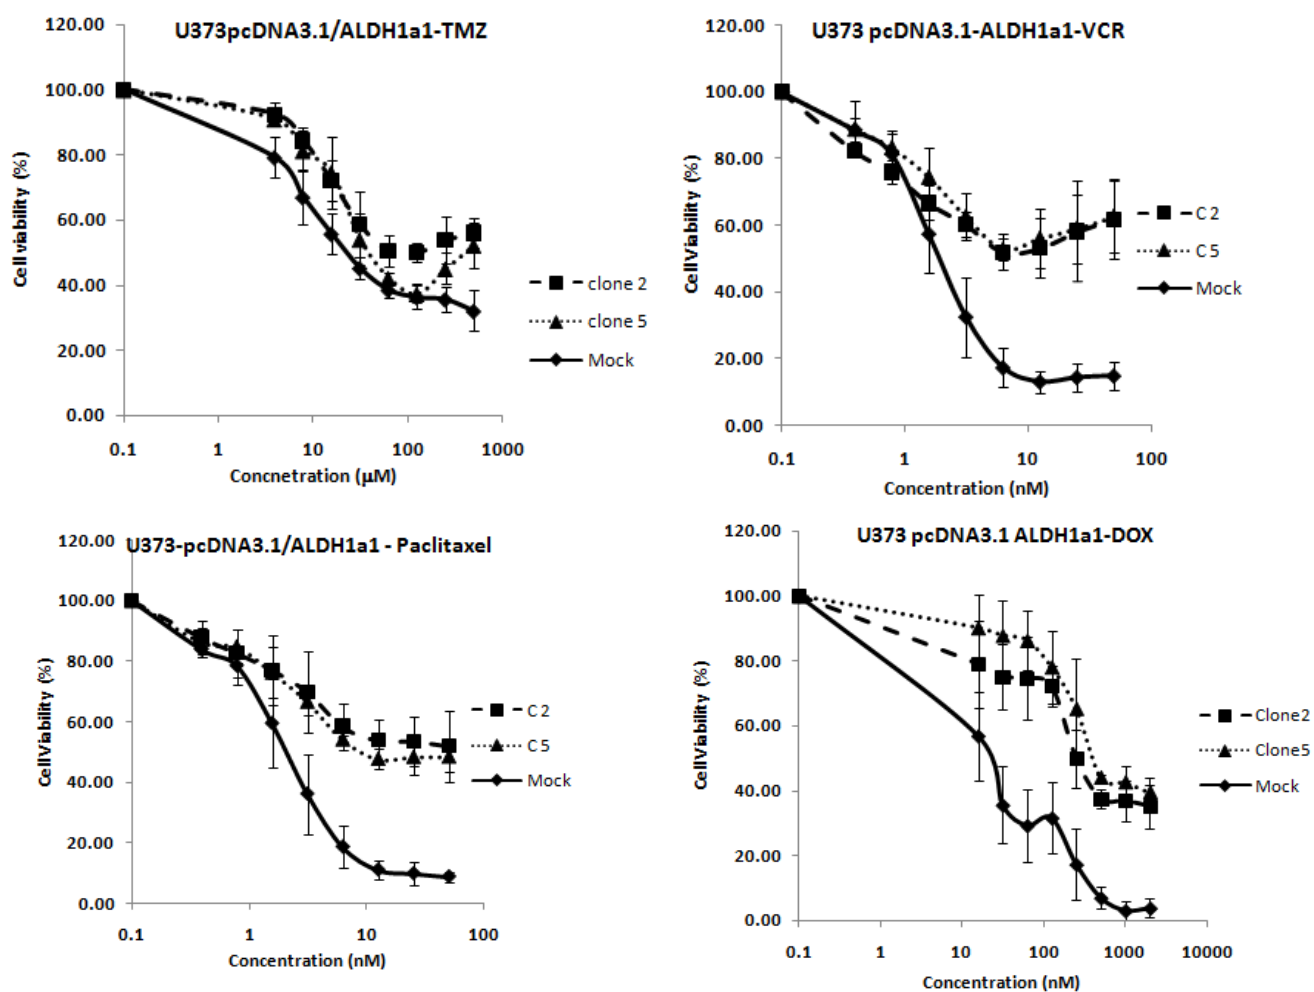 U373pcDNA3.1/ALDH1a1-TMZ
120.00
100.00
80.00
60.00
40.00
20.00
0.00
Cell viability (%)
0.1
1
10
100
1000
Concnetration (µM)
clone 2
clone 5
Mock
U373 pcDNA3.1-ALDH1a1-VCR
120.00
100.00
80.00
60.00
40.00
20.00
0.00
Cell Viability (%)
0.1
1
10
100
Concentration (nM)
C 2
C 5
Mock
U373-pcDNA3.1/ALDH1a1 - Paclitaxel
120.00
100.00
80.00
60.00
40.00
20.00
0.00
Cell Viability (%)
0.1
1
10
100
Concentration (nM)
C 2
C 5
Mock
U373 pcDNA3.1 ALDH1a1-DOX
120.00
100.00
80.00
60.00
40.00
20.00
0.00
Cell Viability (%)
0.1
1
10
100
1000
10000
Concentration (nM)
Clone2
Clone5
Mock